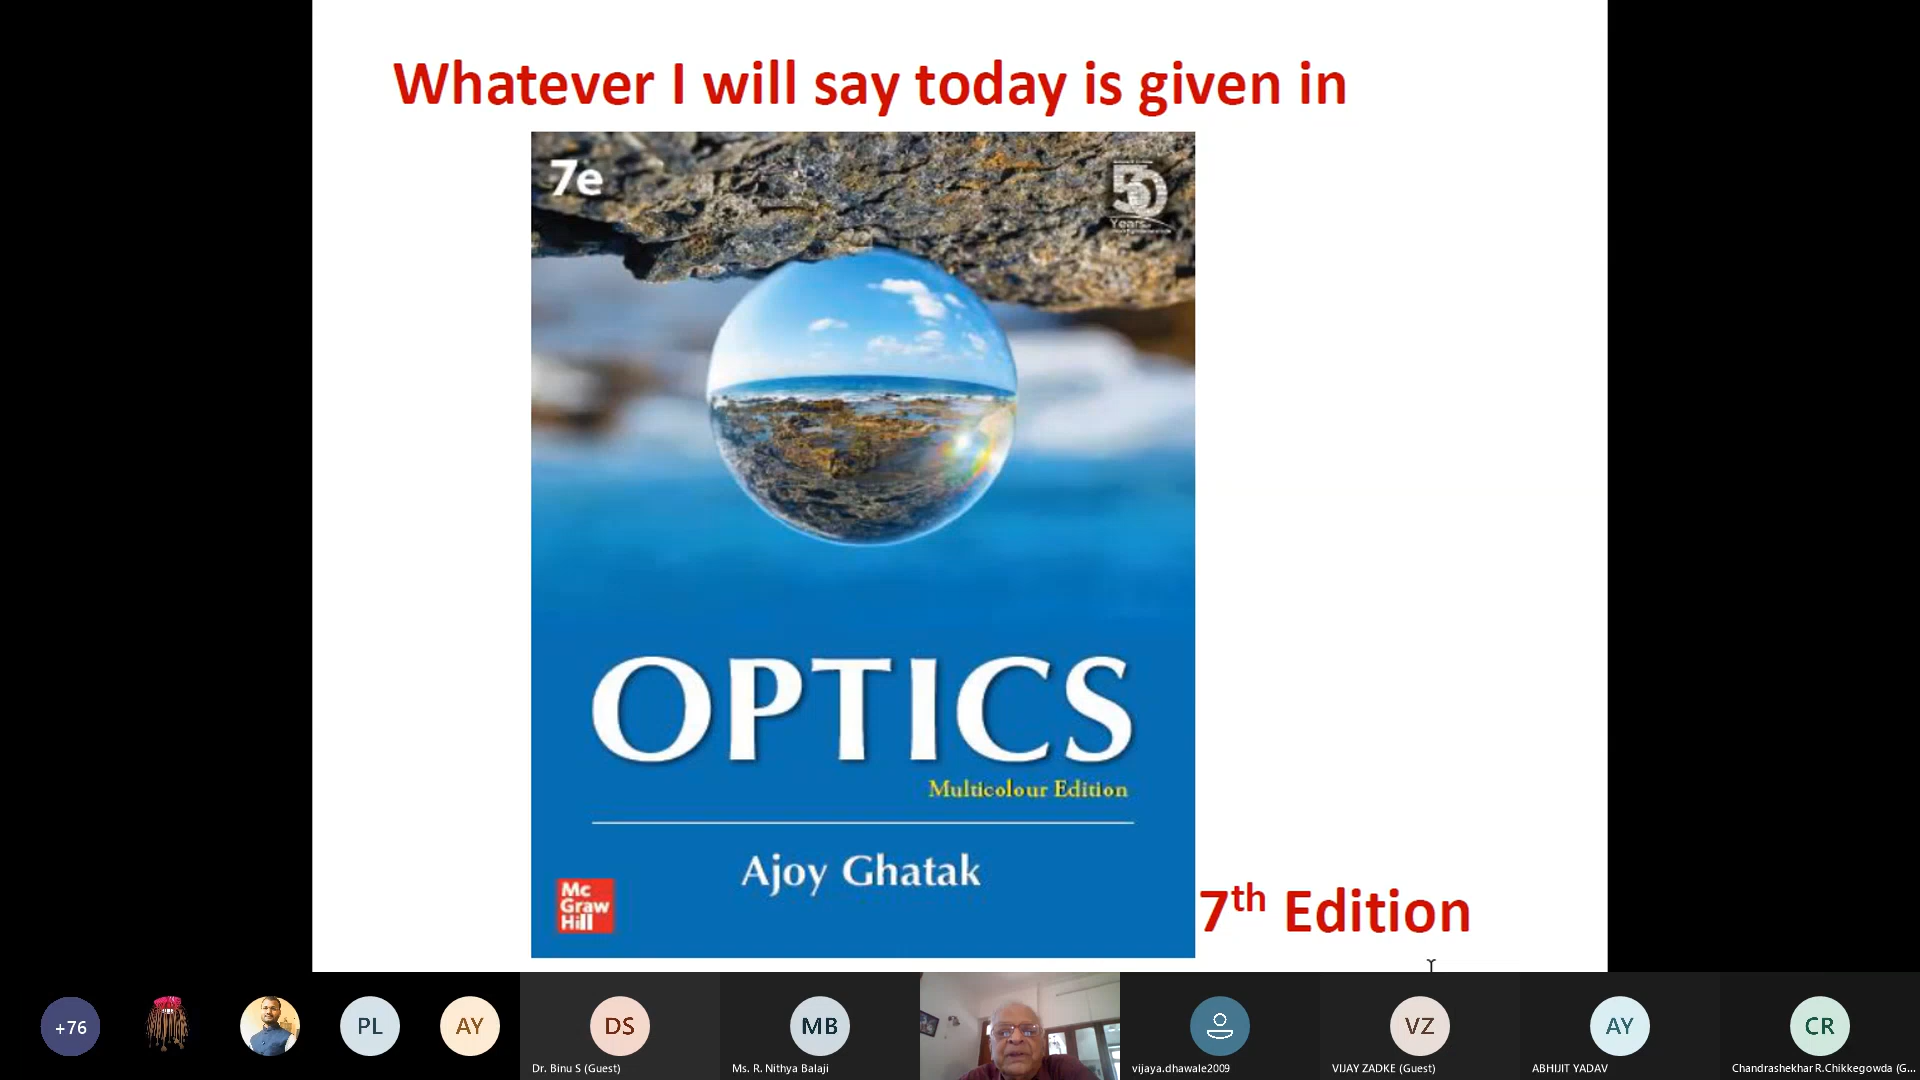 Whatever I will say today is given in
7e
50
Years
OPTICS
Multicolour Edition
Ajoy Ghatak
Mc
Graw
Hill
7th Edition
+76
PL
AY
DS
Dr. Binu S (Guest)
MB
Ms. R. Nithya Balaji
vijaya.dhawale2009
VZ
VIJAY ZADKE (Guest)
AY
ABHIJIT YADAV
CR
Chandrashekhar R.Chikkegowda (G...